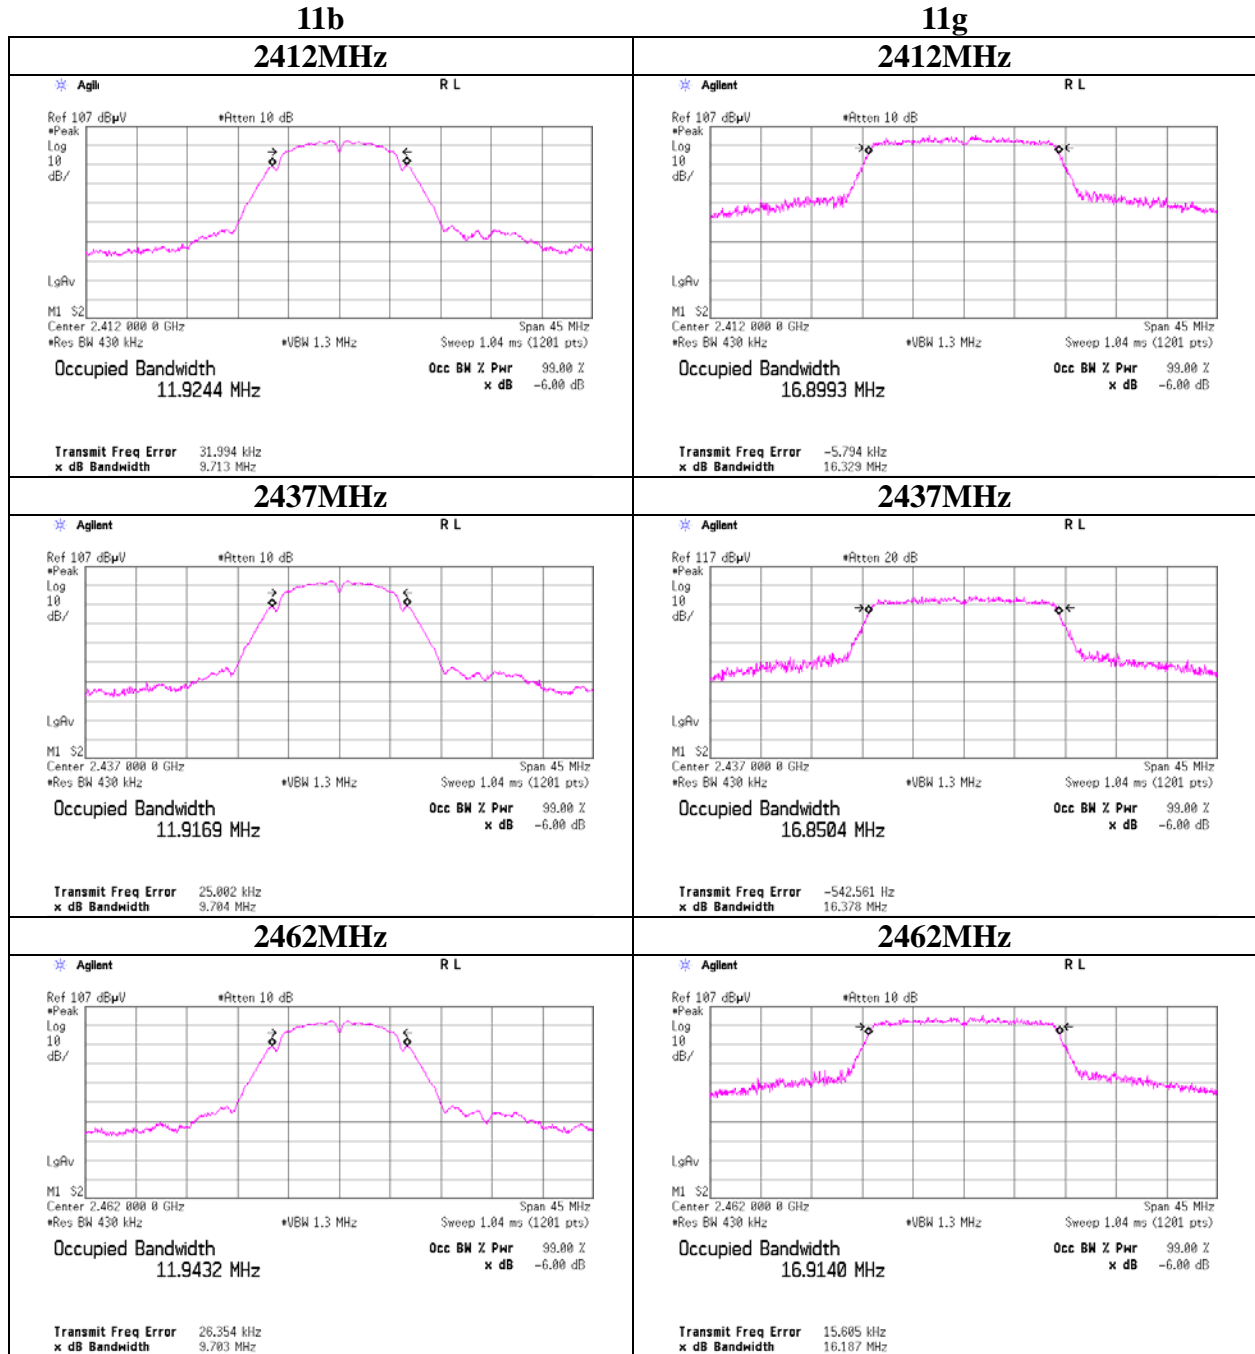 11b 11g
2412MHz 2412MHz
Agil R L
Ref 107 dBµV *Atten 10 dB
*Peak
Log
10
dB/
LgAv
M1 S2
Center 2.412 000 0 GHz Span 45 MHz
*Res BW 430 kHz *VBW 1.3 MHz Sweep 1.04 ms (1201 pts)
Occupied Bandwidth Occ BW % Pwr 99.00 %
11.9244 MHz x dB -6.00 dB
Transmit Freq Error 31.994 kHz
x dB Bandwidth 9.713 MHz
Agilent R L
Ref 107 dBµV *Atten 10 dB
*Peak
Log
10
dB/
LgAv
M1 S2
Center 2.412 000 0 GHz Span 45 MHz
*Res BW 430 kHz *VBW 1.3 MHz Sweep 1.04 ms (1201 pts)
Occupied Bandwidth Occ BW % Pwr 99.00 %
16.8993 MHz x dB -6.00 dB
Transmit Freq Error -5.794 kHz
x dB Bandwidth 16.329 MHz
2437MHz 2437MHz
Agilent R L
Ref 107 dBµV *Atten 10 dB
*Peak
Log
10
dB/
LgAv
M1 S2
Center 2.437 000 0 GHz Span 45 MHz
*Res BW 430 kHz *VBW 1.3 MHz Sweep 1.04 ms (1201 pts)
Occupied Bandwidth Occ BW % Pwr 99.00 %
11.9169 MHz x dB -6.00 dB
Transmit Freq Error 25.002 kHz
x dB Bandwidth 9.704 MHz
Agilent R L
Ref 117 dBµV *Atten 20 dB
*Peak
Log
10
dB/
LgAv
M1 S2
Center 2.437 000 0 GHz Span 45 MHz
*Res BW 430 kHz *VBW 1.3 MHz Sweep 1.04 ms (1201 pts)
Occupied Bandwidth Occ BW % Pwr 99.00 %
16.8504 MHz x dB -6.00 dB
Transmit Freq Error -542.561 Hz
x dB Bandwidth 16.378 MHz
2462MHz 2462MHz
Agilent R L
Ref 107 dBµV *Atten 10 dB
*Peak
Log
10
dB/
LgAv
M1 S2
Center 2.462 000 0 GHz Span 45 MHz
*Res BW 430 kHz *VBW 1.3 MHz Sweep 1.04 ms (1201 pts)
Occupied Bandwidth Occ BW % Pwr 99.00 %
11.9432 MHz x dB -6.00 dB
Transmit Freq Error 26.354 kHz
x dB Bandwidth 9.703 MHz
Agilent R L
Ref 107 dBµV *Atten 10 dB
*Peak
Log
10
dB/
LgAv
M1 S2
Center 2.462 000 0 GHz Span 45 MHz
*Res BW 430 kHz *VBW 1.3 MHz Sweep 1.04 ms (1201 pts)
Occupied Bandwidth Occ BW % Pwr 99.00 %
16.9140 MHz x dB -6.00 dB
Transmit Freq Error 15.605 kHz
x dB Bandwidth 16.187 MHz